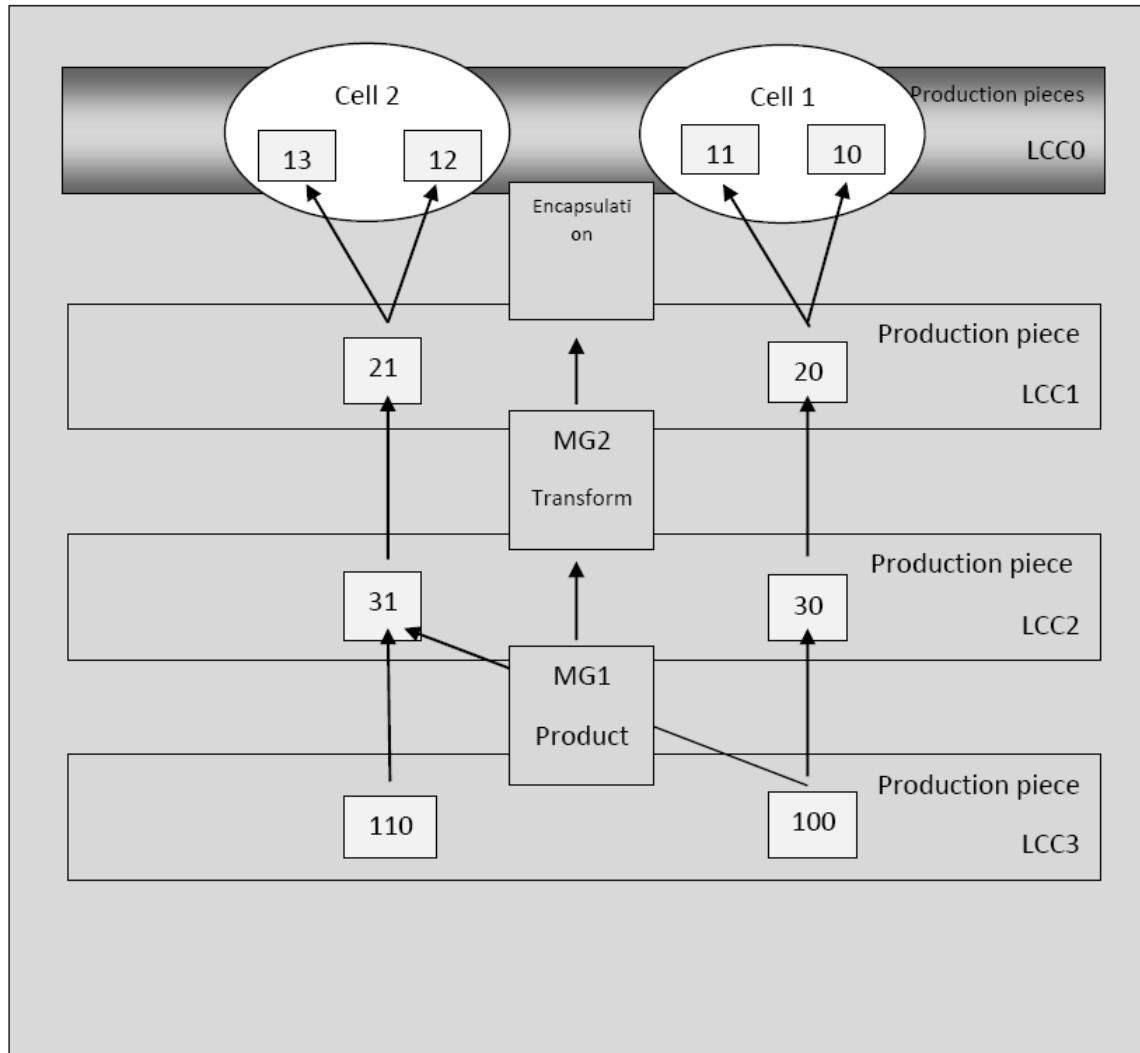 Cell 2
Cell 1
Production pieces
13
12
11
10
LCC0
Encapsulati
on
Production piece
21
20
LCC1
MG2
Transform
Production piece
31
30
LCC2
MG1
Product
Production piece
110
100
LCC3